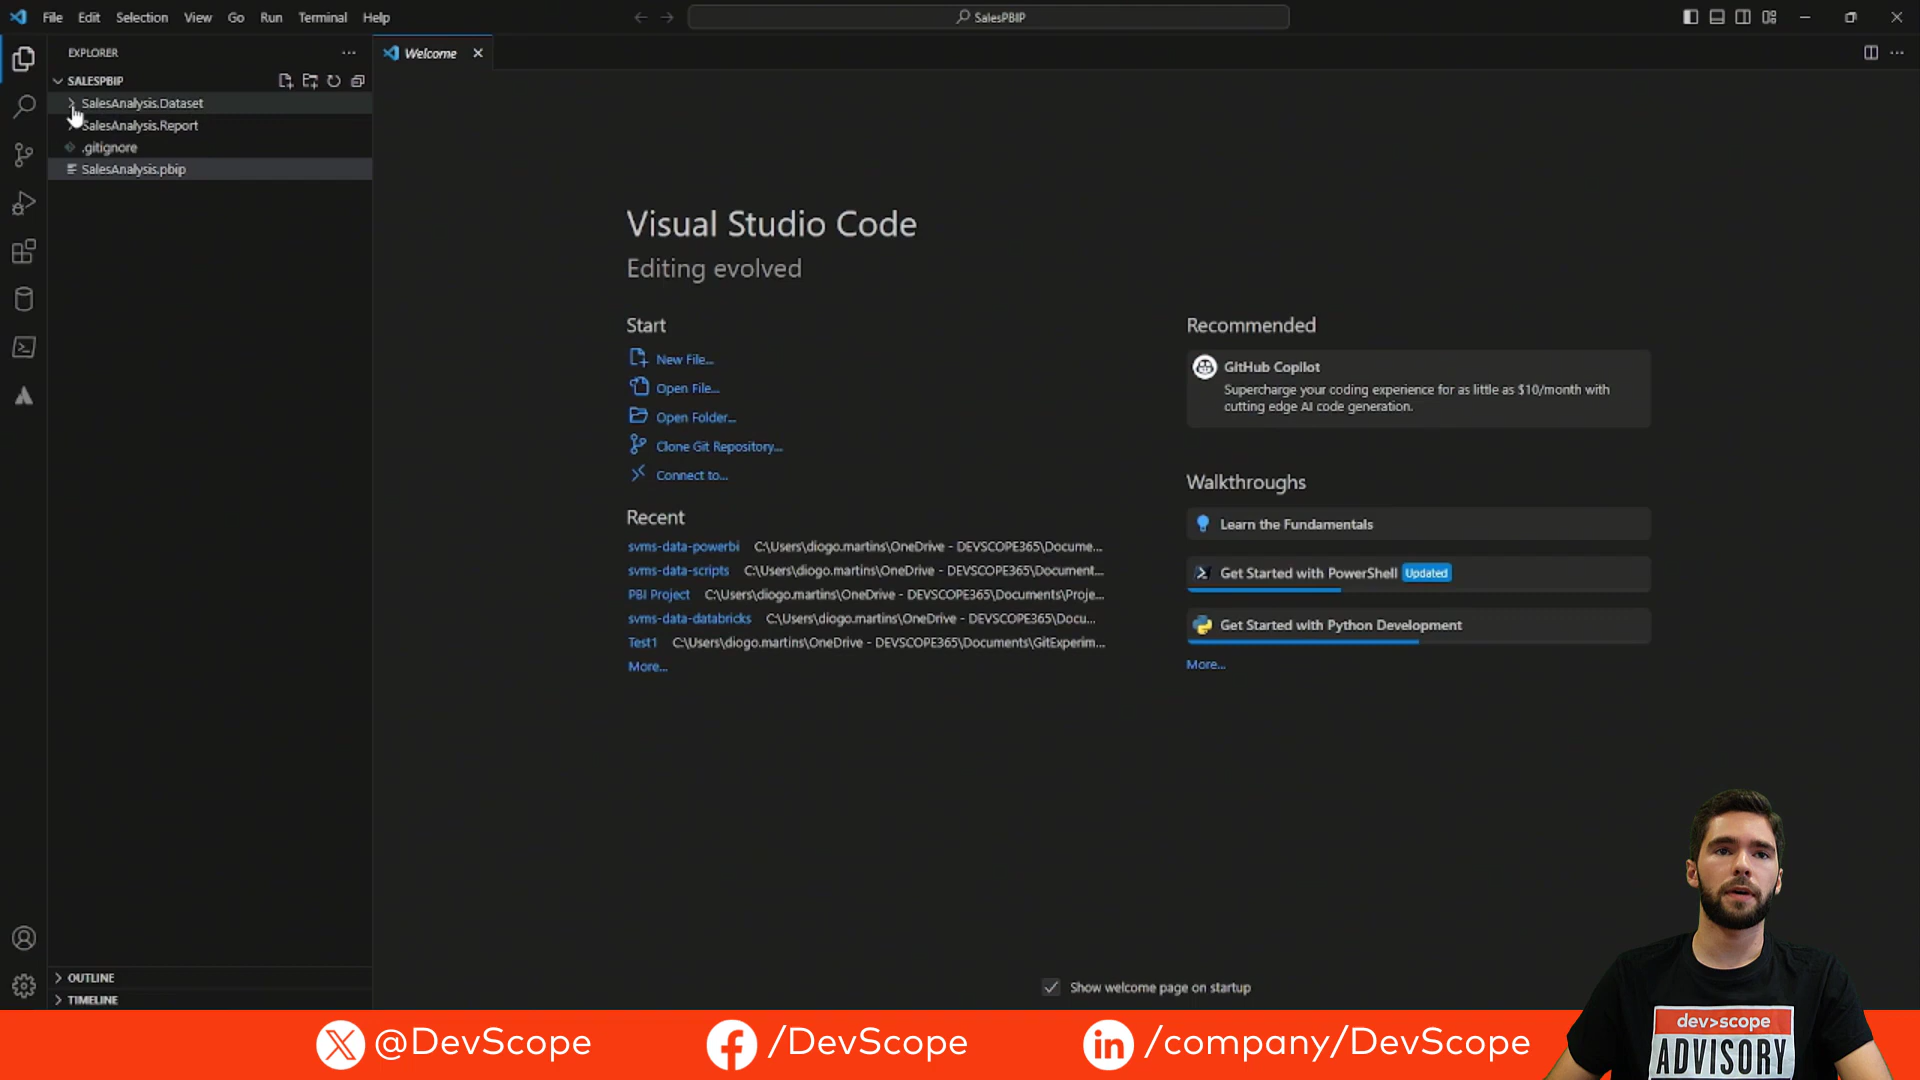 File Edit Selection View Go Run Terminal Help
SalesPBIP
EXPLORER
Welcome
SALESPBIP
SalesAnalysis.Dataset
SalesAnalysis.Report
.gitignore
SalesAnalysis.pbip
Visual Studio Code
Editing evolved
Start
New File...
Open File...
Open Folder...
Clone Git Repository...
Connect to...
Recent
svms-data-powerbi C:\Users\diogo.martins\OneDrive - DEVSCOPE365\Docume...
svms-data-scripts C:\Users\diogo.martins\OneDrive - DEVSCOPE365\Document...
PBI Project C:\Users\diogo.martins\OneDrive - DEVSCOPE365\Documents\Proje...
svms-data-databricks C:\Users\diogo.martins\OneDrive - DEVSCOPE365\Docu...
Test1 C:\Users\diogo.martins\OneDrive - DEVSCOPE365\Documents\GitExperim...
More...
Recommended
GitHub Copilot
Supercharge your coding experience for as little as $10/month with
cutting edge AI code generation.
Walkthroughs
Learn the Fundamentals
Get Started with PowerShell Updated
Get Started with Python Development
More...
Show welcome page on startup
OUTLINE
TIMELINE
@DevScope
/DevScope
/company/DevScope
dev>scope
ADVISORY